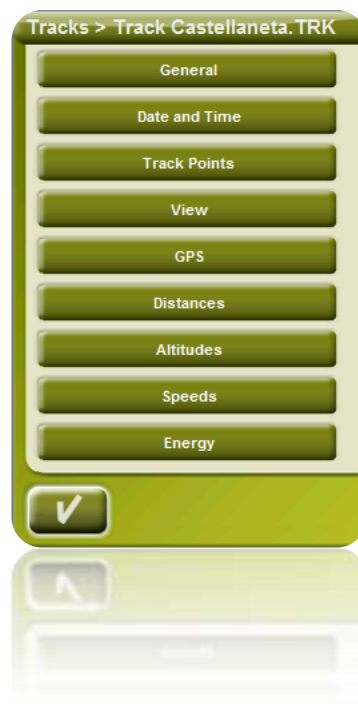 Tracks > Track Castellaneta.TRK
General
Date and Time
Track Points
View
GPS
Distances
Altitudes
Speeds
Energy